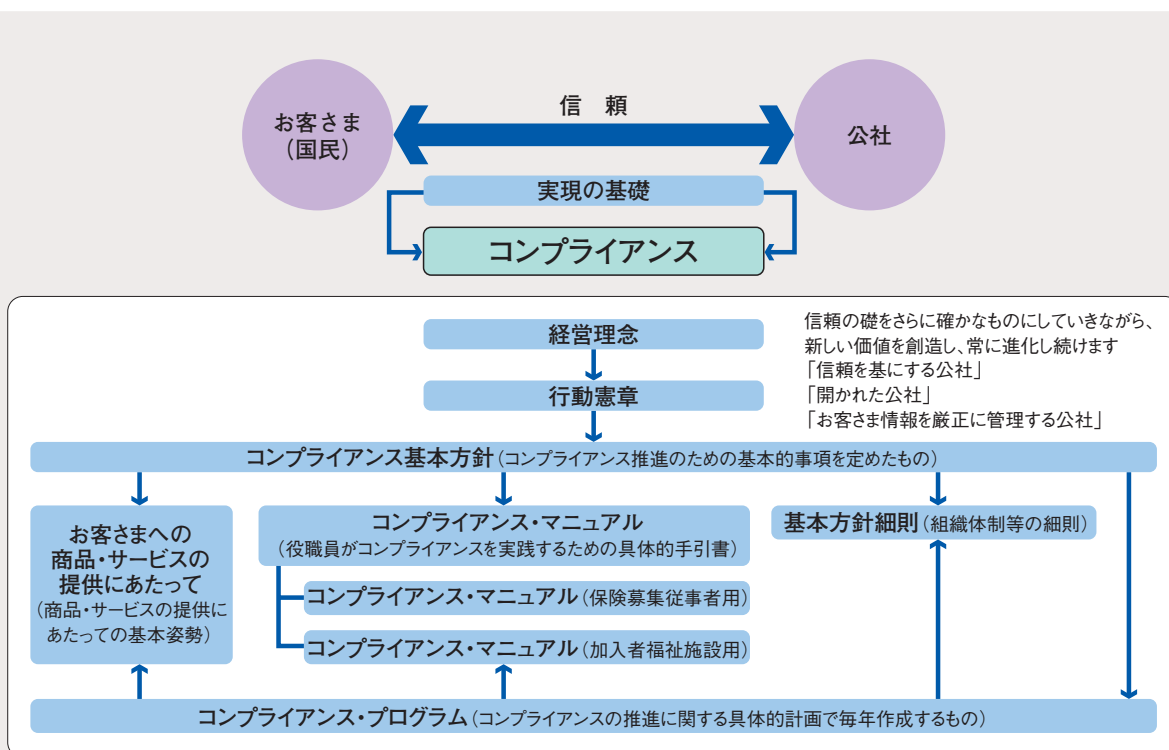 お客さま
（国民）
信　頼
公社
実現の基礎
コンプライアンス
経営理念
行動憲章
信頼の礎をさらに確かなものにしていきながら、
新しい価値を創造し、常に進化し続けます
「信頼を基にする公社」
「開かれた公社」
「お客さま情報を厳正に管理する公社」
コンプライアンス基本方針（コンプライアンス推進のための基本的事項を定めたもの）
お客さまへの
商品・サービスの
提供にあたって
（商品・サービスの提供に
あたっての基本姿勢）
コンプライアンス・マニュアル
（役職員がコンプライアンスを実践するための具体的手引書）
コンプライアンス・マニュアル（保険募集従事者用）
コンプライアンス・マニュアル（加入者福祉施設用）
基本方針細則（組織体制等の細則）
コンプライアンス・プログラム（コンプライアンスの推進に関する具体的計画で毎年作成するもの）